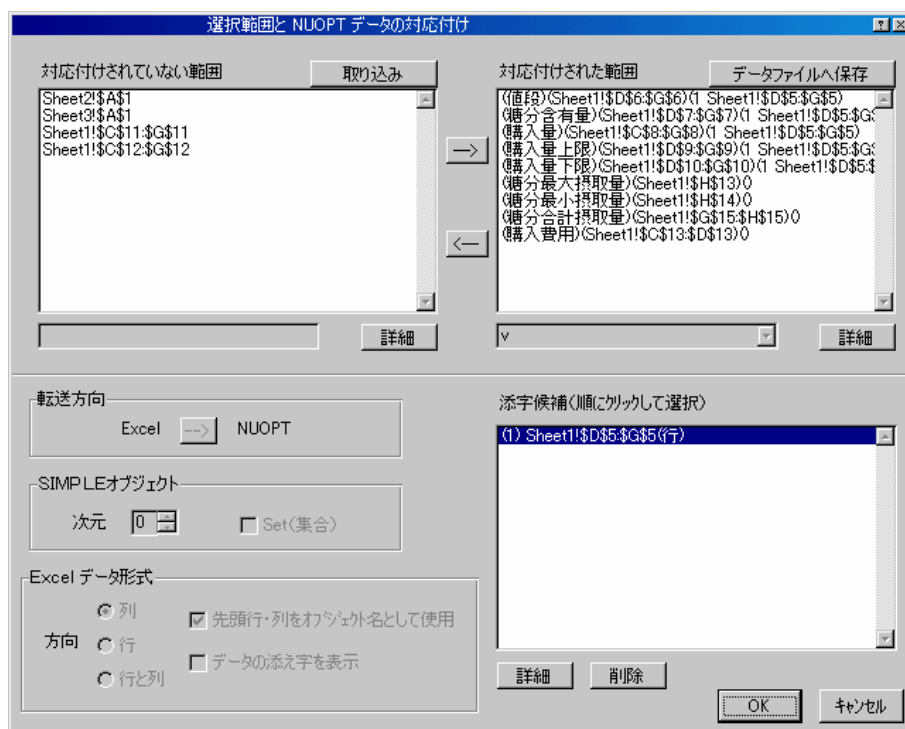 選択範囲と NUOPT データの対応付け
対応付けされていない範囲
取り込み
Sheet2!$A$1
Sheet3!$A$1
Sheet1!$C$11:$G$11
Sheet1!$C$12:$G$12
詳細
-->
<--
対応付けされた範囲
データファイルへ保存
(値段)(Sheet1!$D$6:$G$6)(1 Sheet1!$D$5:$G$5)
(糖分含有量)(Sheet1!$D$7:$G$7)(1 Sheet1!$D$5:$G
(購入量)(Sheet1!$C$8:$G$8)(1 Sheet1!$D$5:$G$5)
(購入量上限)(Sheet1!$D$9:$G$9)(1 Sheet1!$D$5:$G
(購入量下限)(Sheet1!$D$10:$G$10)(1 Sheet1!$D$5:
(糖分最大摂取量)(Sheet1!$H$13)()
(糖分最小摂取量)(Sheet1!$H$14)()
(糖分合計摂取量)(Sheet1!$G$15:$H$15)()
(購入費用)(Sheet1!$C$13:$D$13)()
v
詳細
転送方向
Excel --> NUOPT
SIMPLEオブジェクト
次元 0 Set(集合)
Excel データ形式
方向
列
行
行と列
先頭行・列をオブジェクト名として使用
データの添え字を表示
添字候補(順にクリックして選択)
(1) Sheet1!$D$5:$G$5(行)
詳細
削除
OK
キャンセル